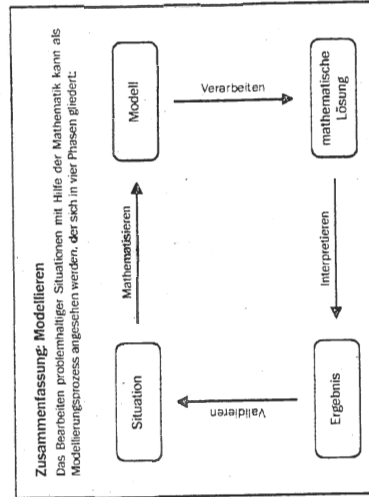 Zusammenfassung: Modellieren
Das Bearbeiten problemhaltiger Situationen mit Hilfe der Mathematik kann als
Modellierungsprozess angesehen werden, der sich in vier Phasen gliedert:
Situation
Mathematisieren
Modell
Validieren
Verarbeiten
Ergebnis
Interpretieren
mathematische
Lösung